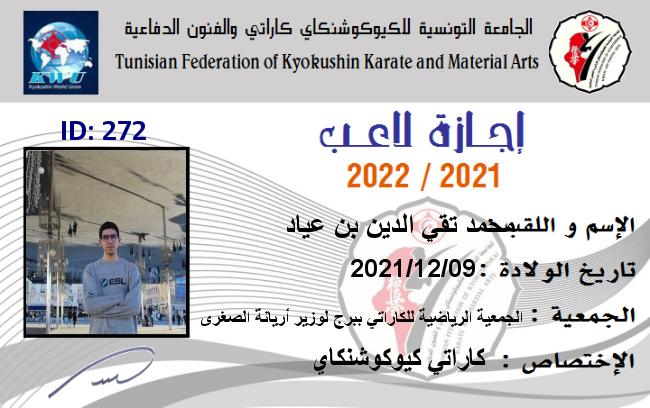 الجامعة التونسية للكيوكوشنكاي كاراتي والفنون الدفاعية
Tunisian Federation of Kyokushin Karate and Material Arts
KWU
Kyokushin World Union
ID: 272
إجازة لاعب
2022 / 2021
الإسم و اللقب محمد تقي الدين بن عياد
تاريخ الولادة : 2021/12/09
EBL
الجمعية : الجمعية الرياضية للكاراتي ببرج لوزير أريانة الصغرى
الإختصاص : كاراتي كيوكوشنكاي